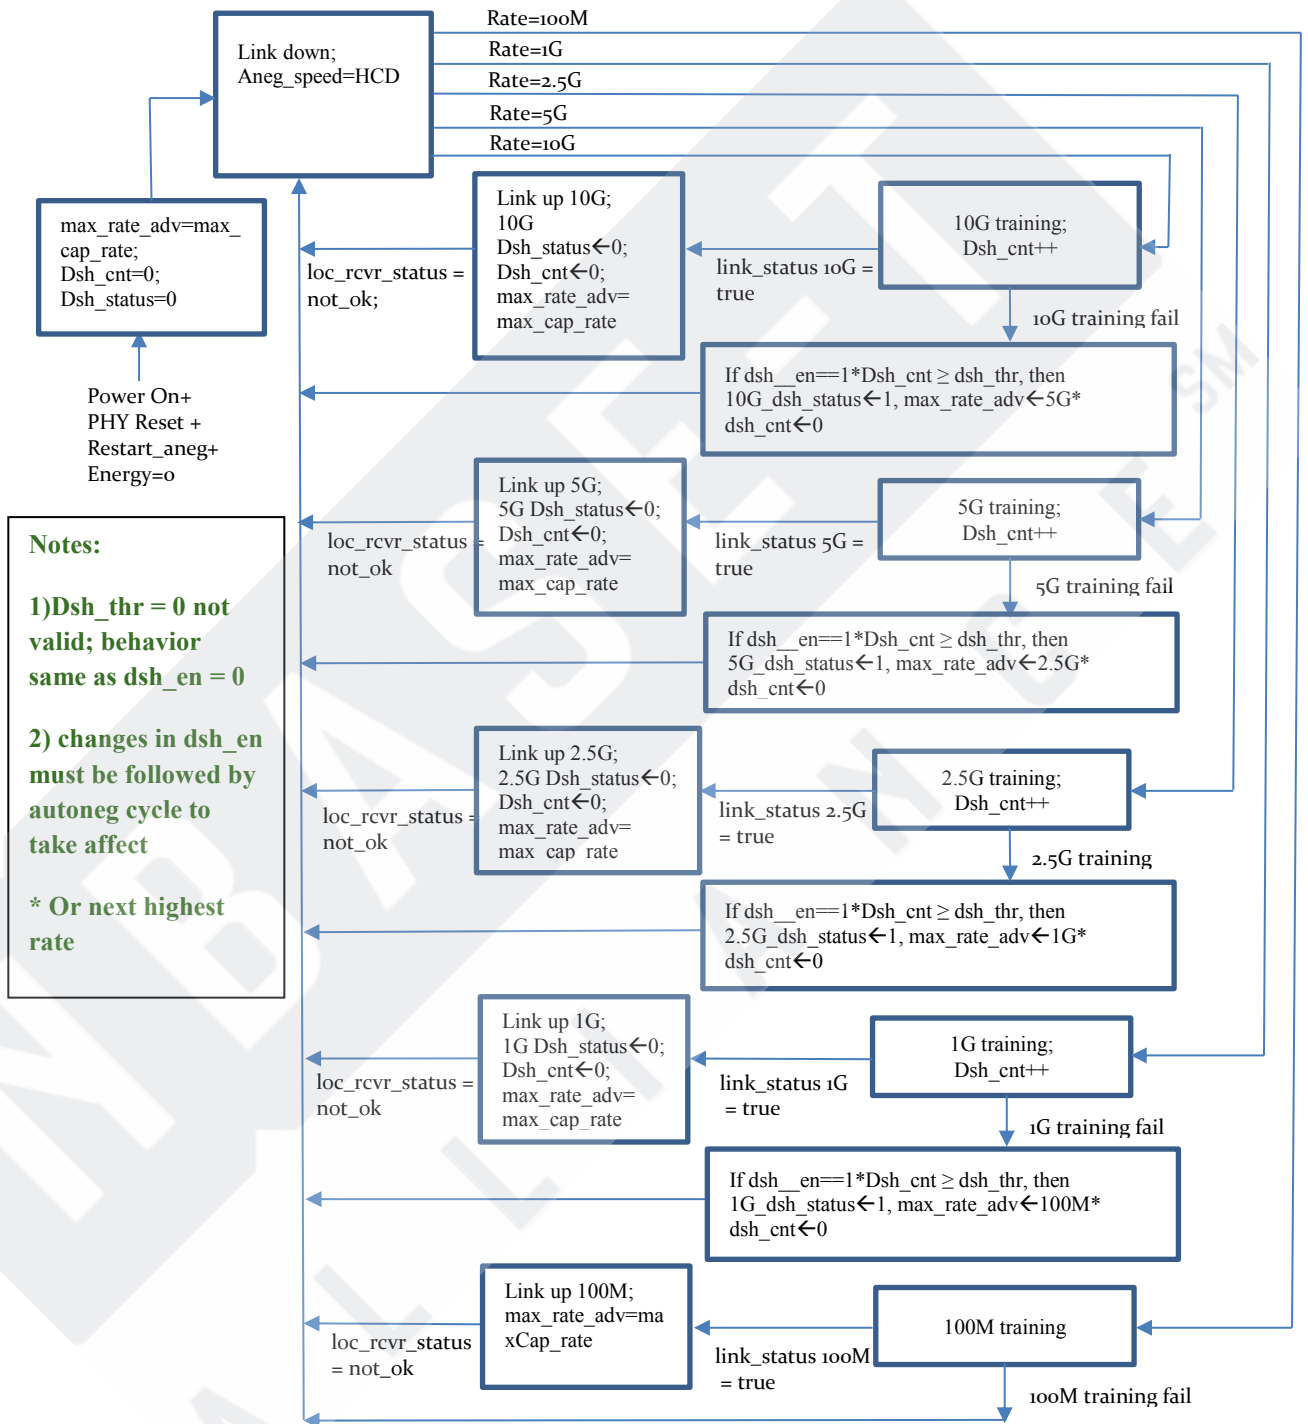 Rate=100M
Rate=1G
Rate=2.5G
Rate=5G
Rate=10G
Link down;
Aneg_speed=HCD
max_rate_adv=max_
cap_rate;
Dsh_cnt=0;
Dsh_status=0
Power On+
PHY Reset +
Restart_aneg+
Energy=0
Link up 10G;
10G
Dsh_status←0;
Dsh_cnt←0;
max_rate_adv=
max_cap_rate
loc_rcvr_status =
not_ok;
link_status 10G =
true
10G training;
Dsh_cnt++
10G training fail
If dsh__en==1*Dsh_cnt ≥ dsh_thr, then
10G_dsh_status←1, max_rate_adv←5G*
dsh_cnt←0
Link up 5G;
5G Dsh_status←0;
Dsh_cnt←0;
max_rate_adv=
max_cap_rate
loc_rcvr_status =
not_ok
link_status 5G =
true
5G training;
Dsh_cnt++
5G training fail
If dsh__en==1*Dsh_cnt ≥ dsh_thr, then
5G_dsh_status←1, max_rate_adv←2.5G*
dsh_cnt←0
Notes:
1)Dsh_thr = 0 not
valid; behavior
same as dsh_en = 0
2) changes in dsh_en
must be followed by
autoneg cycle to
take affect
* Or next highest
rate
Link up 2.5G;
2.5G Dsh_status←0;
Dsh_cnt←0;
max_rate_adv=
max_cap_rate
loc_rcvr_status =
not_ok
link_status 2.5G
= true
2.5G training;
Dsh_cnt++
2.5G training
If dsh__en==1*Dsh_cnt ≥ dsh_thr, then
2.5G_dsh_status←1, max_rate_adv←1G*
dsh_cnt←0
Link up 1G;
1G Dsh_status←0;
Dsh_cnt←0;
max_rate_adv=
max_cap_rate
loc_rcvr_status =
not_ok
link_status 1G
= true
1G training;
Dsh_cnt++
1G training fail
If dsh__en==1*Dsh_cnt ≥ dsh_thr, then
1G_dsh_status←1, max_rate_adv←100M*
dsh_cnt←0
Link up 100M;
max_rate_adv=ma
xCap_rate
loc_rcvr_status
= not_ok
link_status 100M
= true
100M training
100M training fail
NBASE-T
ALLIANCE
SM